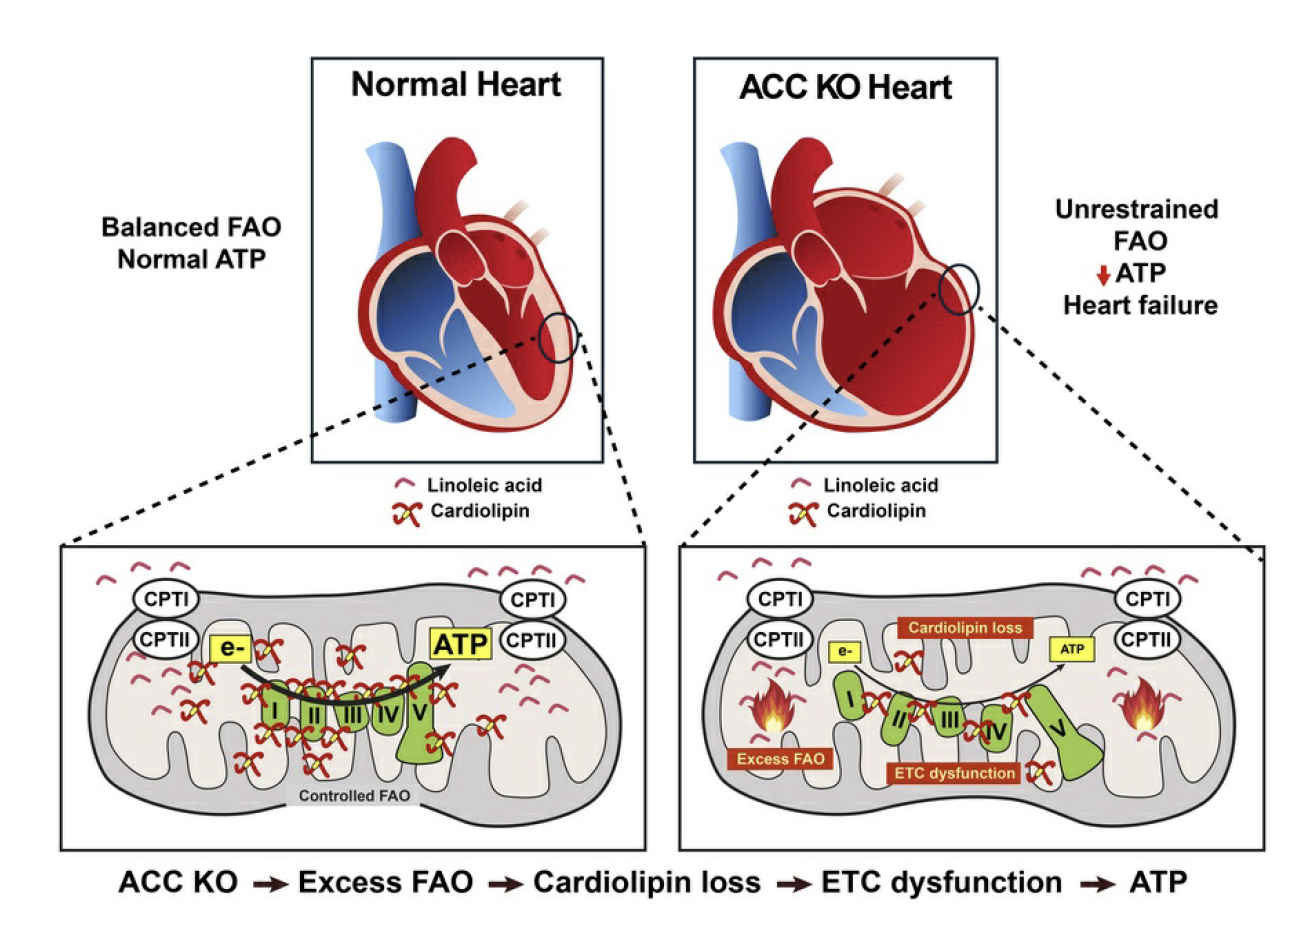 Normal Heart
ACC KO Heart
Balanced FAO
Normal ATP
Unrestrained
FAO
ATP
Heart failure
Linoleic acid
Cardiolipin
Linoleic acid
Cardiolipin
CPTI
CPTII
e-
ATP
CPTI
CPTII
I
II
III
IV
V
Controlled FAO
CPTI
CPTII
e-
Cardiolipin loss
ATP
CPTI
CPTII
I
II
III
IV
V
Excess FAO
ETC dysfunction
ACC KO → Excess FAO → Cardiolipin loss → ETC dysfunction → ATP